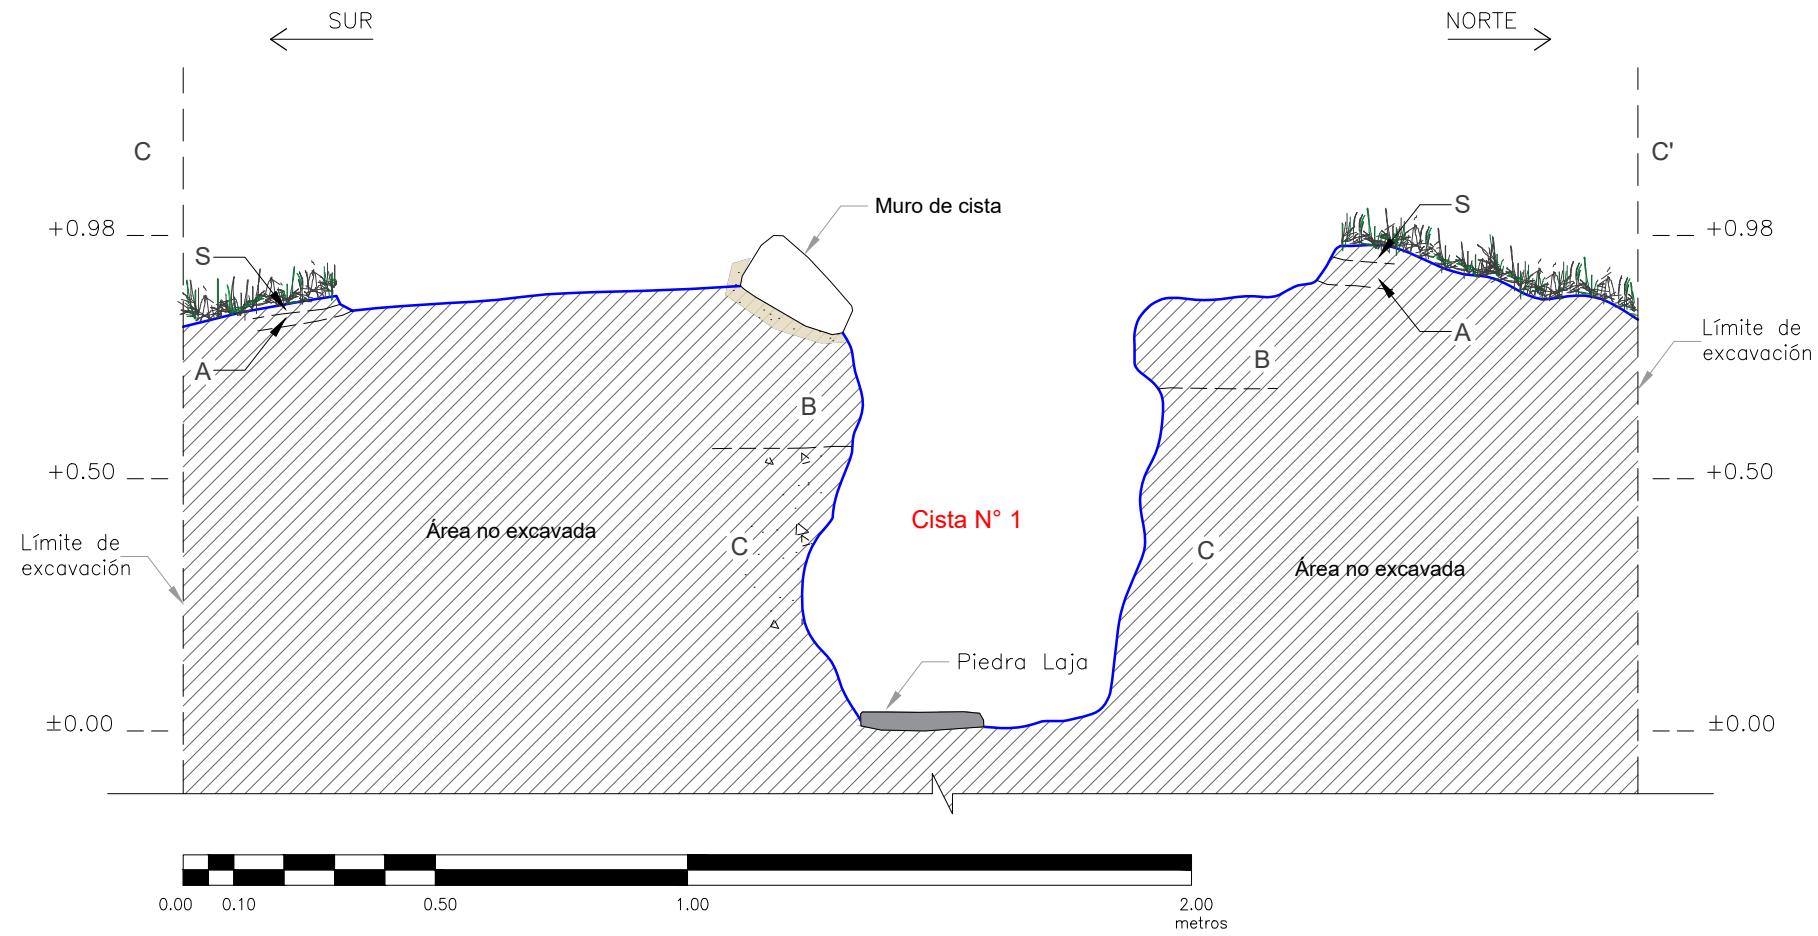 SUR
NORTE
C
C'
Muro de cista
S
+0.98
+0.98
S
Límite de
excavación
A
B
A
B
+0.50
+0.50
Cista N° 1
Área no excavada
C
C
Límite de
excavación
Área no excavada
Piedra Laja
±0.00
±0.00
0.00
0.10
0.50
1.00
2.00
metros